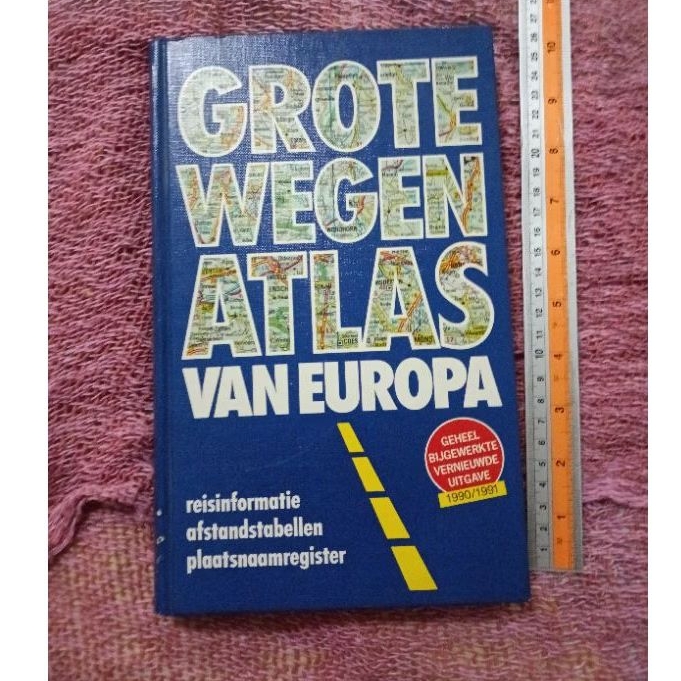 GROTE
WEGEN
ATLAS
VAN EUROPA
GEHEEL
BIJGEWERKTE
VERNIEUWDE
UITGAVE
1990/1991
reisinformatie
afstandstabellen
plaatsnaamregister